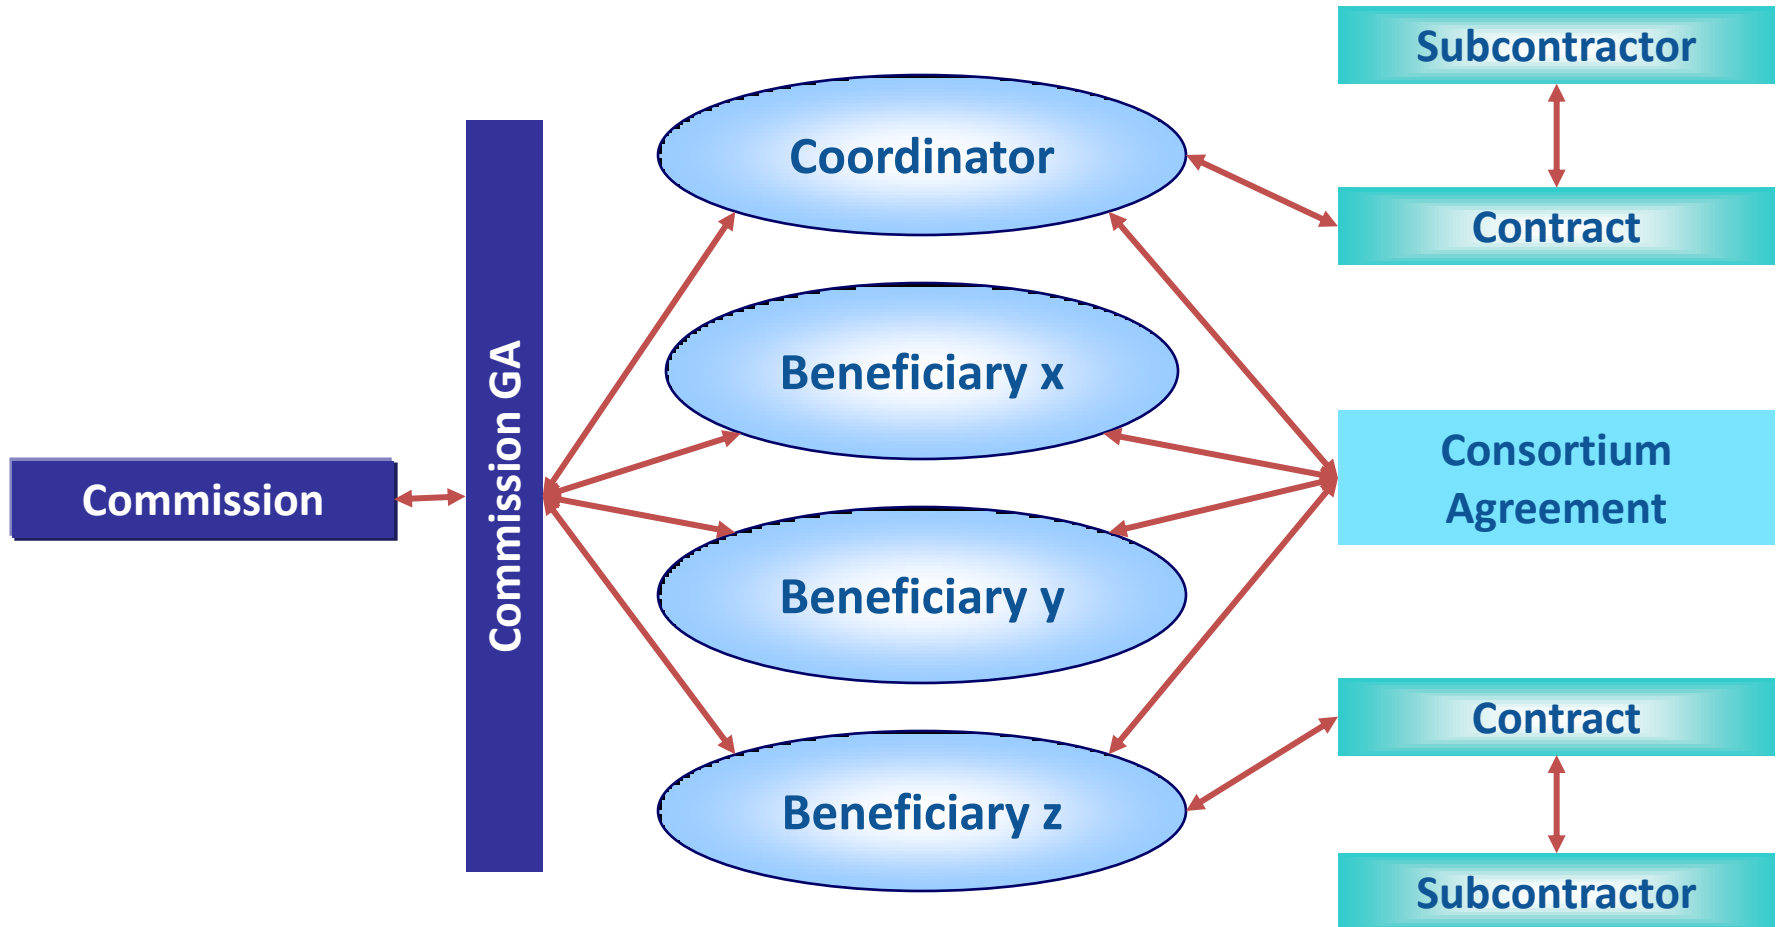 Commission
Commission GA
Coordinator
Beneficiary x
Beneficiary y
Beneficiary z
Subcontractor
Contract
Consortium
Agreement
Contract
Subcontractor